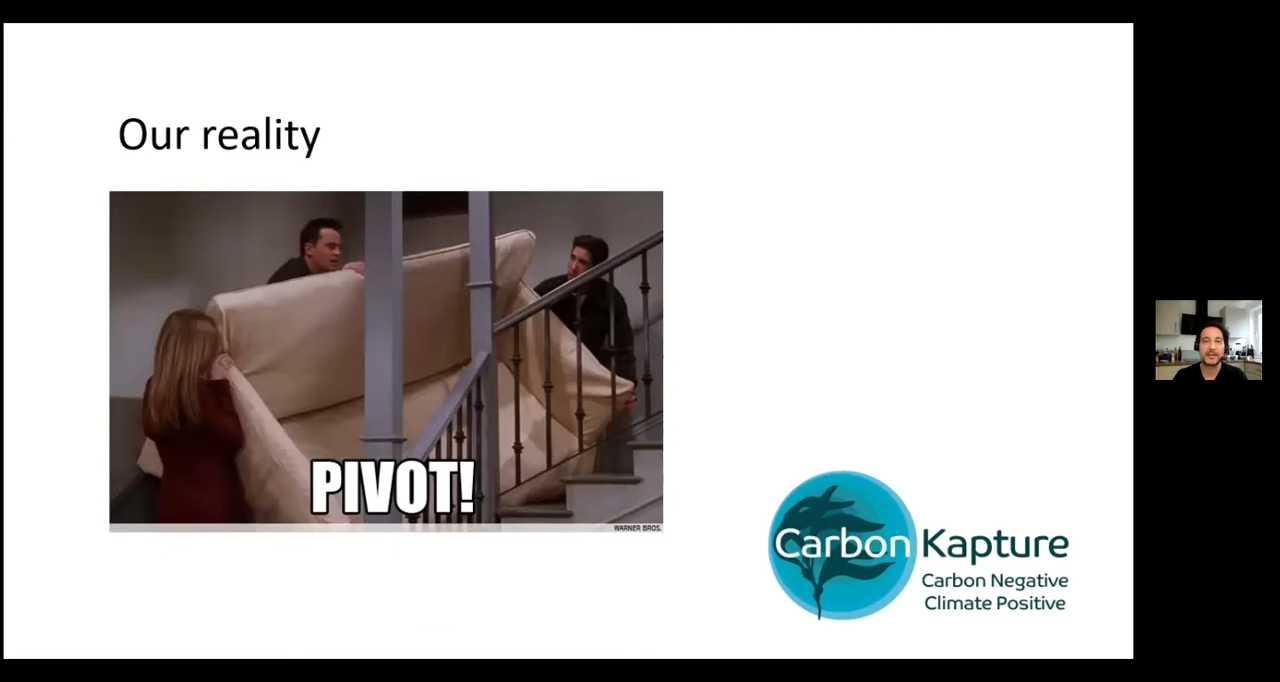 Our reality
PIVOT!
WARNER BROS.
Carbon Kapture
Carbon Negative
Climate Positive